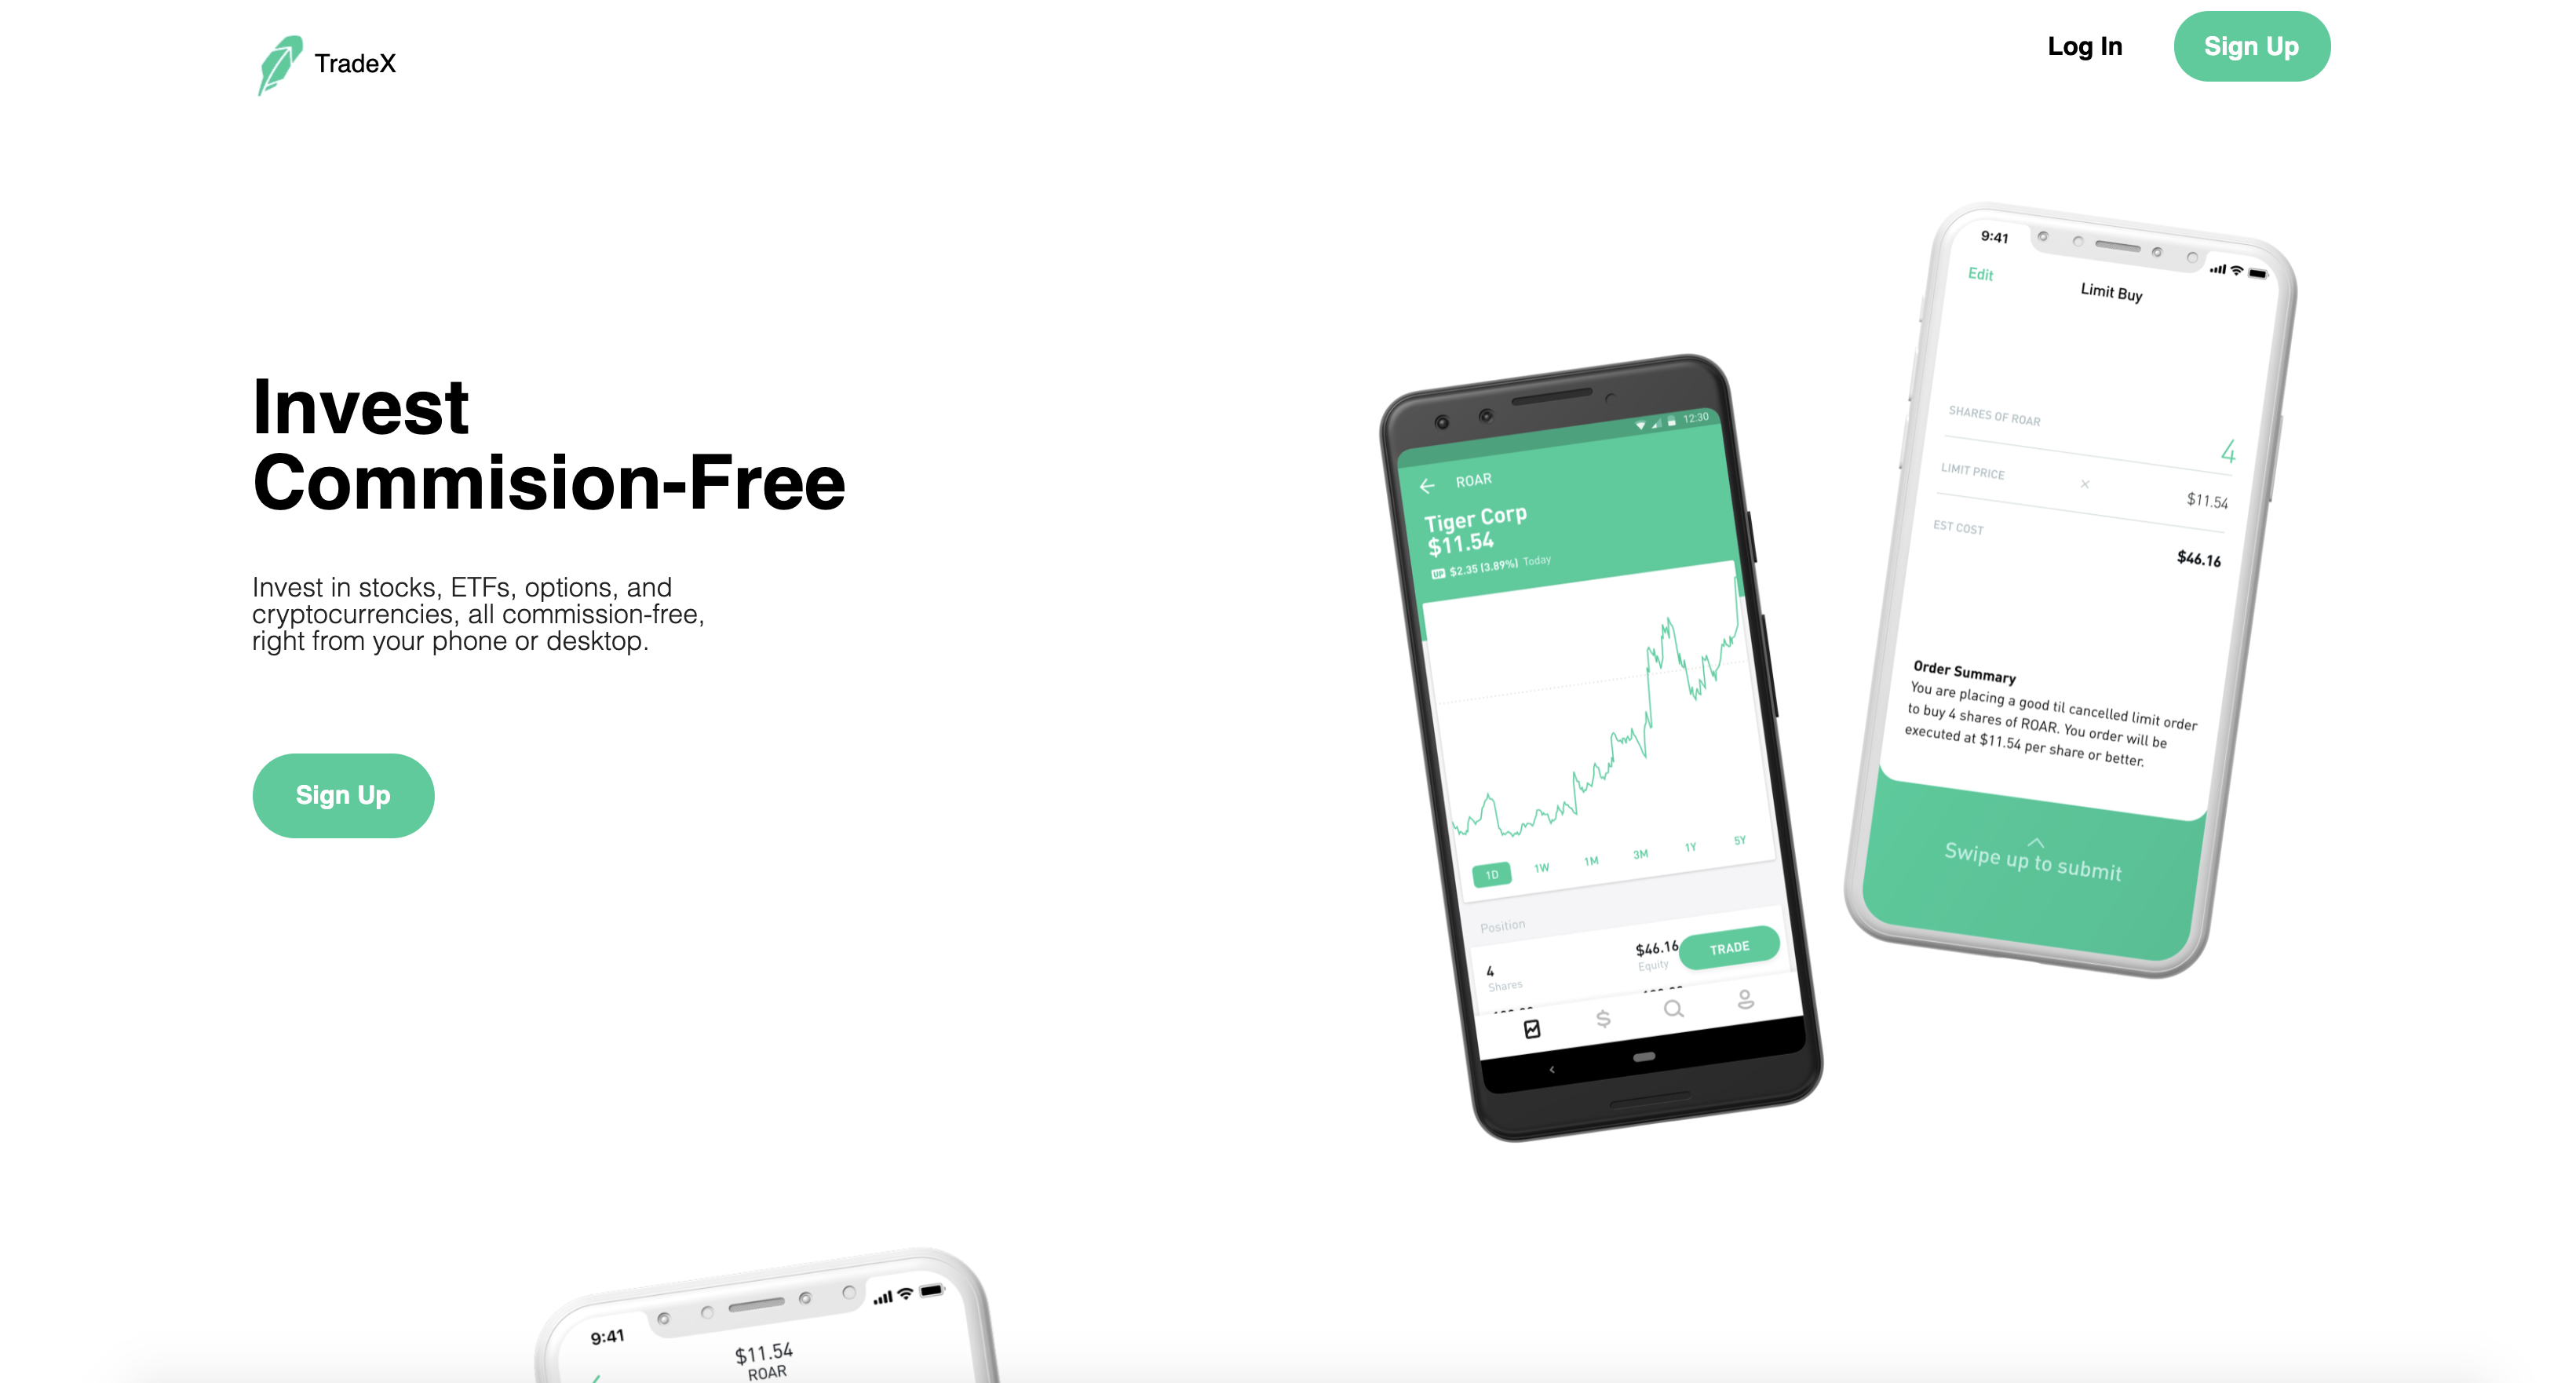 TradeX
Log In
Sign Up
Invest
Commision-Free
Invest in stocks, ETFs, options, and
cryptocurrencies, all commission-free,
right from your phone or desktop.
Sign Up
12:30
ROAR
Tiger Corp
$11.54
UP $2.35 (3.89%) Today
1D 1W 1M 3M 1Y 5Y
Position
4
Shares
$46.16
Equity
TRADE
9:41
Edit
Limit Buy
SHARES OF ROAR
4
LIMIT PRICE
×
$11.54
EST COST
$46.16
Order Summary
You are placing a good til cancelled limit order
to buy 4 shares of ROAR. You order will be
executed at $11.54 per share or better.
Swipe up to submit
9:41
$11.54
ROAR